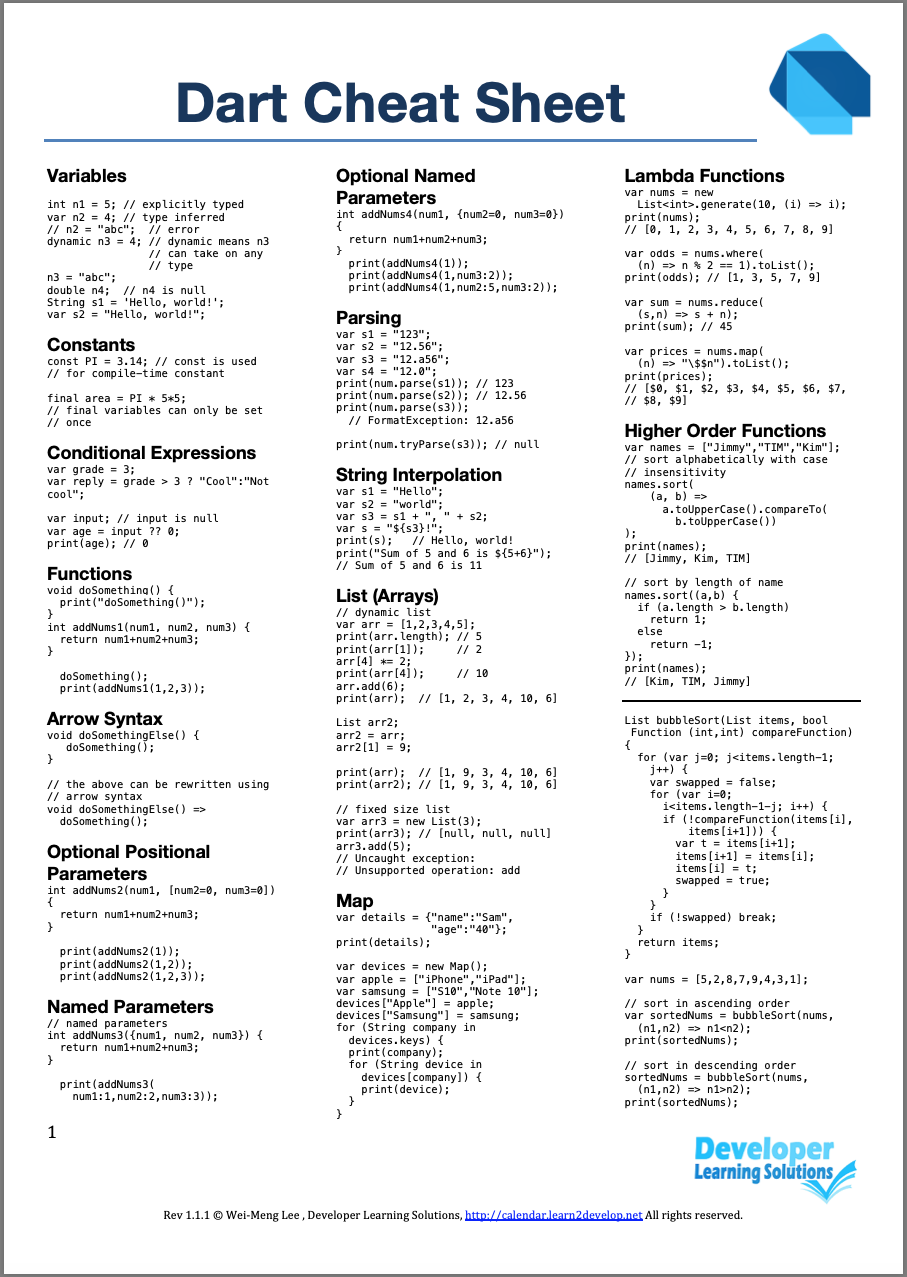 Dart Cheat Sheet
Variables
int n1 = 5; // explicitly typed
var n2 = 4; // type inferred
// n2 = "abc";  // error
dynamic n3 = 4; // dynamic means n3
                // can take on any
                // type
n3 = "abc";
double n4;  // n4 is null
String s1 = 'Hello, world!';
var s2 = "Hello, world!";
Constants
const PI = 3.14; // const is used
// for compile-time constant
final area = PI * 5*5;
// final variables can only be set
// once
Conditional Expressions
var grade = 3;
var reply = grade > 3 ? "Cool":"Not
cool";
var input; // input is null
var age = input ?? 0;
print(age); // 0
Functions
void doSomething() {
  print("doSomething()");
}
int addNums1(num1, num2, num3) {
  return num1+num2+num3;
}
  doSomething();
  print(addNums1(1,2,3));
Arrow Syntax
void doSomethingElse() {
   doSomething();
}
// the above can be rewritten using
// arrow syntax
void doSomethingElse() =>
  doSomething();
Optional Positional
Parameters
int addNums2(num1, [num2=0, num3=0])
{
  return num1+num2+num3;
}
  print(addNums2(1));
  print(addNums2(1,2));
  print(addNums2(1,2,3));
Named Parameters
// named parameters
int addNums3({num1, num2, num3}) {
  return num1+num2+num3;
}
  print(addNums3(
    num1:1,num2:2,num3:3));
Optional Named
Parameters
int addNums4(num1, {num2=0, num3=0})
{
  return num1+num2+num3;
}
  print(addNums4(1));
  print(addNums4(1,num3:2));
  print(addNums4(1,num2:5,num3:2));
Parsing
var s1 = "123";
var s2 = "12.56";
var s3 = "12.a56";
var s4 = "12.0";
print(num.parse(s1)); // 123
print(num.parse(s2)); // 12.56
print(num.parse(s3));
  // FormatException: 12.a56
print(num.tryParse(s3)); // null
String Interpolation
var s1 = "Hello";
var s2 = "world";
var s3 = s1 + ", " + s2;
var s = "${s3}!";
print(s);   // Hello, world!
print("Sum of 5 and 6 is ${5+6}");
// Sum of 5 and 6 is 11
List (Arrays)
// dynamic list
var arr = [1,2,3,4,5];
print(arr.length); // 5
print(arr[1]);     // 2
arr[4] *= 2;
print(arr[4];      // 10
arr.add(6);
print(arr);  // [1, 2, 3, 4, 10, 6]
List arr2;
arr2 = arr;
arr2[1] = 9;
print(arr);  // [1, 9, 3, 4, 10, 6]
print(arr2); // [1, 9, 3, 4, 10, 6]
// fixed size list
var arr3 = new List(3);
print(arr3); // [null, null, null]
arr3.add(5);
// Uncaught exception:
// Unsupported operation: add
Map
var details = {"name":"Sam",
               "age":"40"};
print(details);
var devices = new Map();
var apple = ["iPhone","iPad"];
var samsung = ["S10","Note 10"];
devices["Apple"] = apple;
devices["Samsung"] = samsung;
for (String company in
  devices.keys) {
  print(company);
  for (String device in
    devices[company]) {
    print(device);
  }
}
Lambda Functions
var nums = new
  List<int>.generate(10, (i) => i);
print(nums);
// [0, 1, 2, 3, 4, 5, 6, 7, 8, 9]
var odds = nums.where(
  (n) => n % 2 == 1).toList();
print(odds); // [1, 3, 5, 7, 9]
var sum = nums.reduce(
  (s,n) => s + n);
print(sum); // 45
var prices = nums.map(
  (n) => "\$$n").toList();
print(prices);
// [$0, $1, $2, $3, $4, $5, $6, $7,
// $8, $9]
Higher Order Functions
var names = ["Jimmy","TIM","Kim"];
// sort alphabetically with case
// insensitivity
names.sort(
    (a, b) =>
      a.toUpperCase().compareTo(
        b.toUpperCase())
);
print(names);
// [Jimmy, Kim, TIM]
// sort by length of name
names.sort((a,b) {
  if (a.length > b.length)
    return 1;
  else
    return -1;
});
print(names);
// [Kim, TIM, Jimmy]
List bubbleSort(List items, bool
 Function (int,int) compareFunction)
{
  for (var j=0; j<items.length-1;
    j++) {
    var swapped = false;
    for (var i=0;
      i<items.length-1-j; i++) {
      if (!compareFunction(items[i],
          items[i+1])) {
        var t = items[i+1];
        items[i+1] = items[i];
        items[i] = t;
        swapped = true;
      }
    }
    if (!swapped) break;
  }
  return items;
}
var nums = [5,2,8,7,9,4,3,1];
// sort in ascending order
var sortedNums = bubbleSort(nums,
  (n1,n2) => n1<n2);
print(sortedNums);
// sort in descending order
sortedNums = bubbleSort(nums,
  (n1,n2) => n1>n2);
print(sortedNums);
1
Developer
Learning Solutions
Rev 1.1.1 © Wei-Meng Lee , Developer Learning Solutions, http://calendar.learn2develop.net All rights reserved.